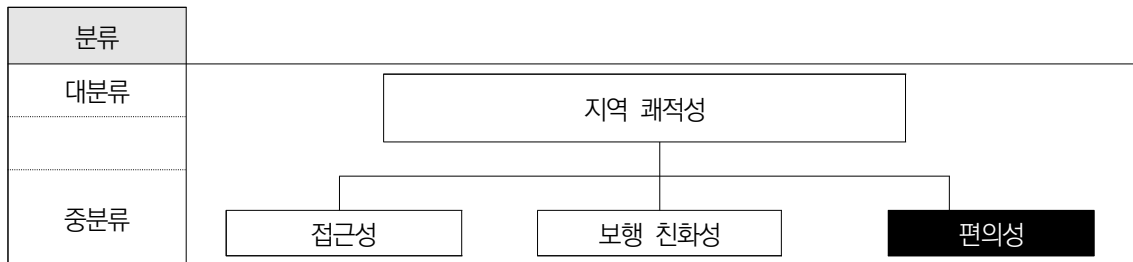 분류
대분류
지역 쾌적성
중분류
접근성
보행 친화성
편의성